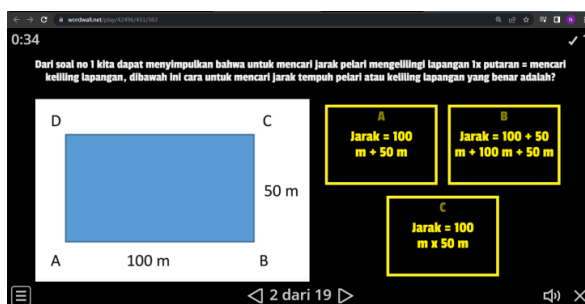 wordwall.net/play/42496/431/363
0:34
Dari soal no 1 kita dapat menyimpulkan bahwa untuk mencari jarak pelari mengelilingi lapangan 1x putaran = mencari
keliling lapangan, dibawah ini cara untuk mencari jarak tempuh pelari atau keliling lapangan yang benar adalah?
D
C
50 m
A
100 m
B
A
Jarak = 100
m + 50 m
B
Jarak = 100 + 50
m + 100 m + 50 m
C
Jarak = 100
m x 50 m
2 dari 19